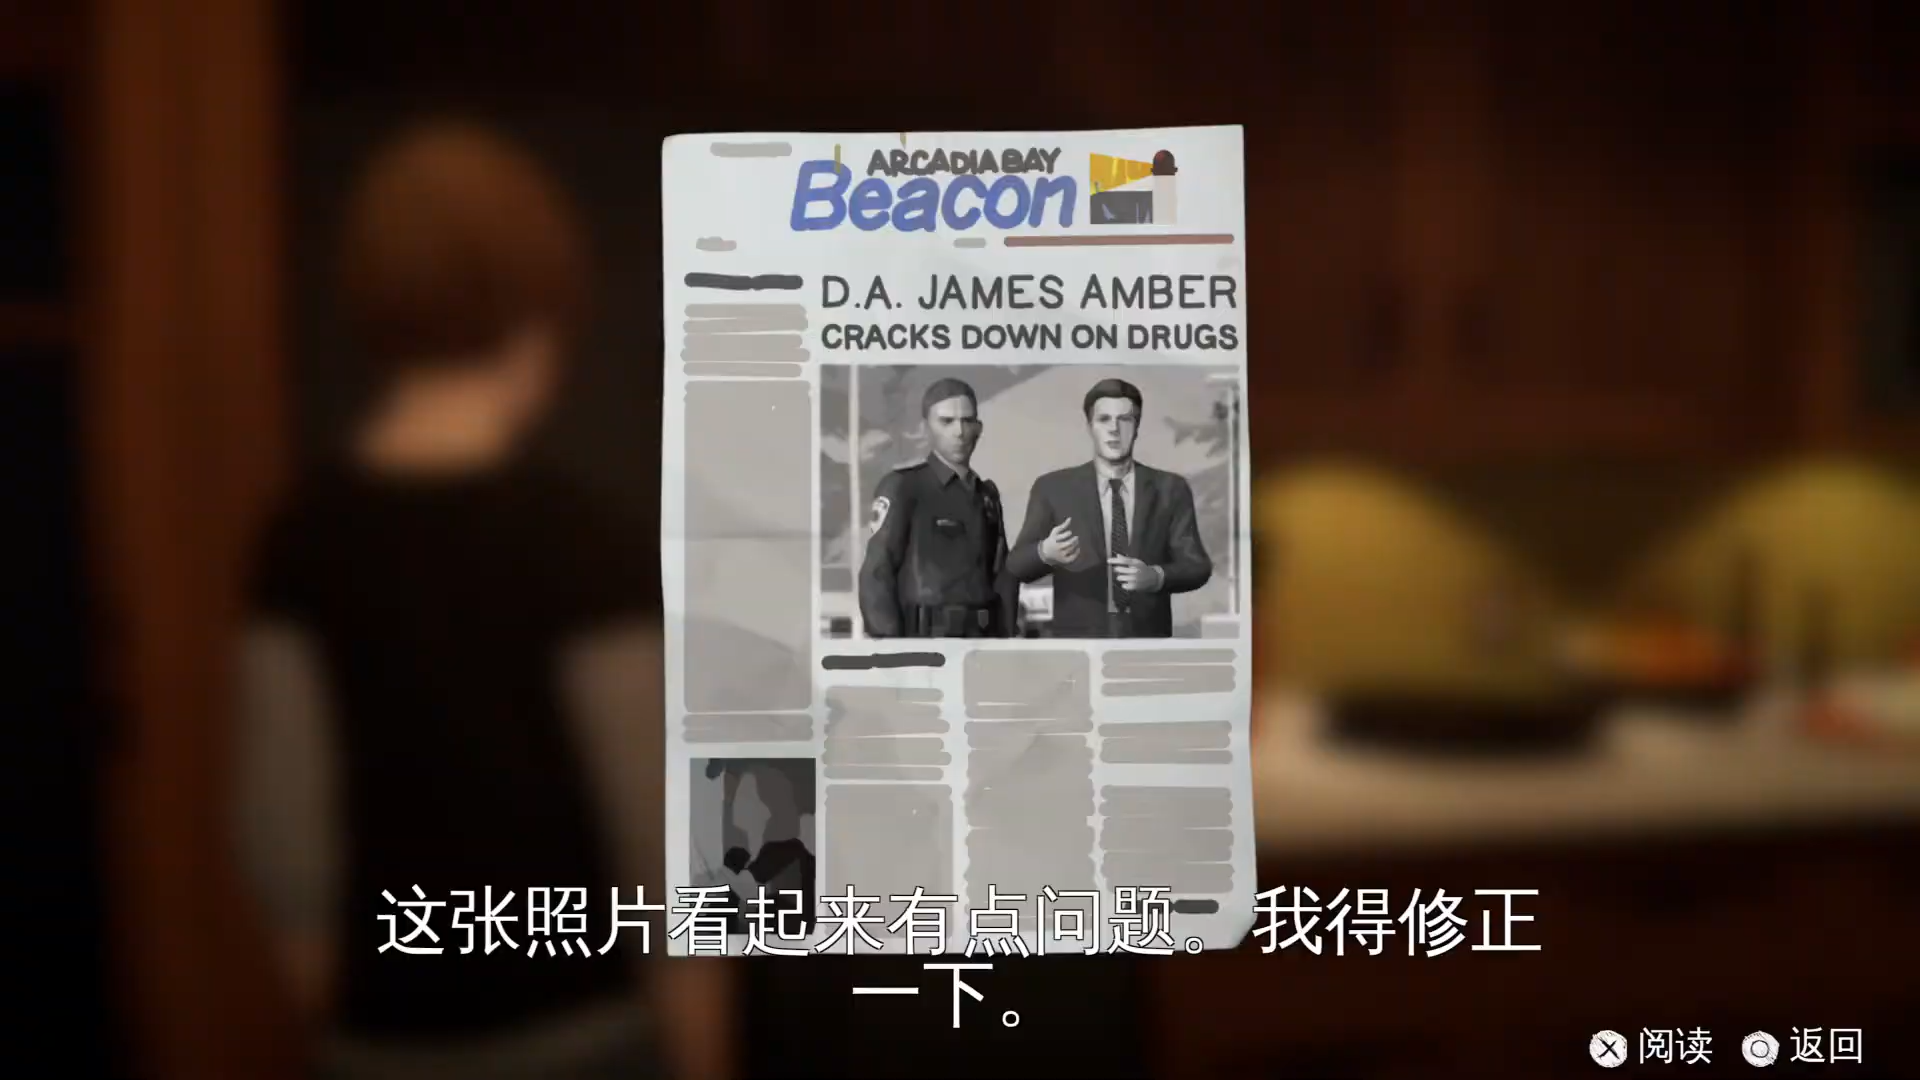 ARCADIA BAY
Beacon
D.A. JAMES AMBER
CRACKS DOWN ON DRUGS
这张照片看起来有点问题。我得修正
一下。
阅读 返回